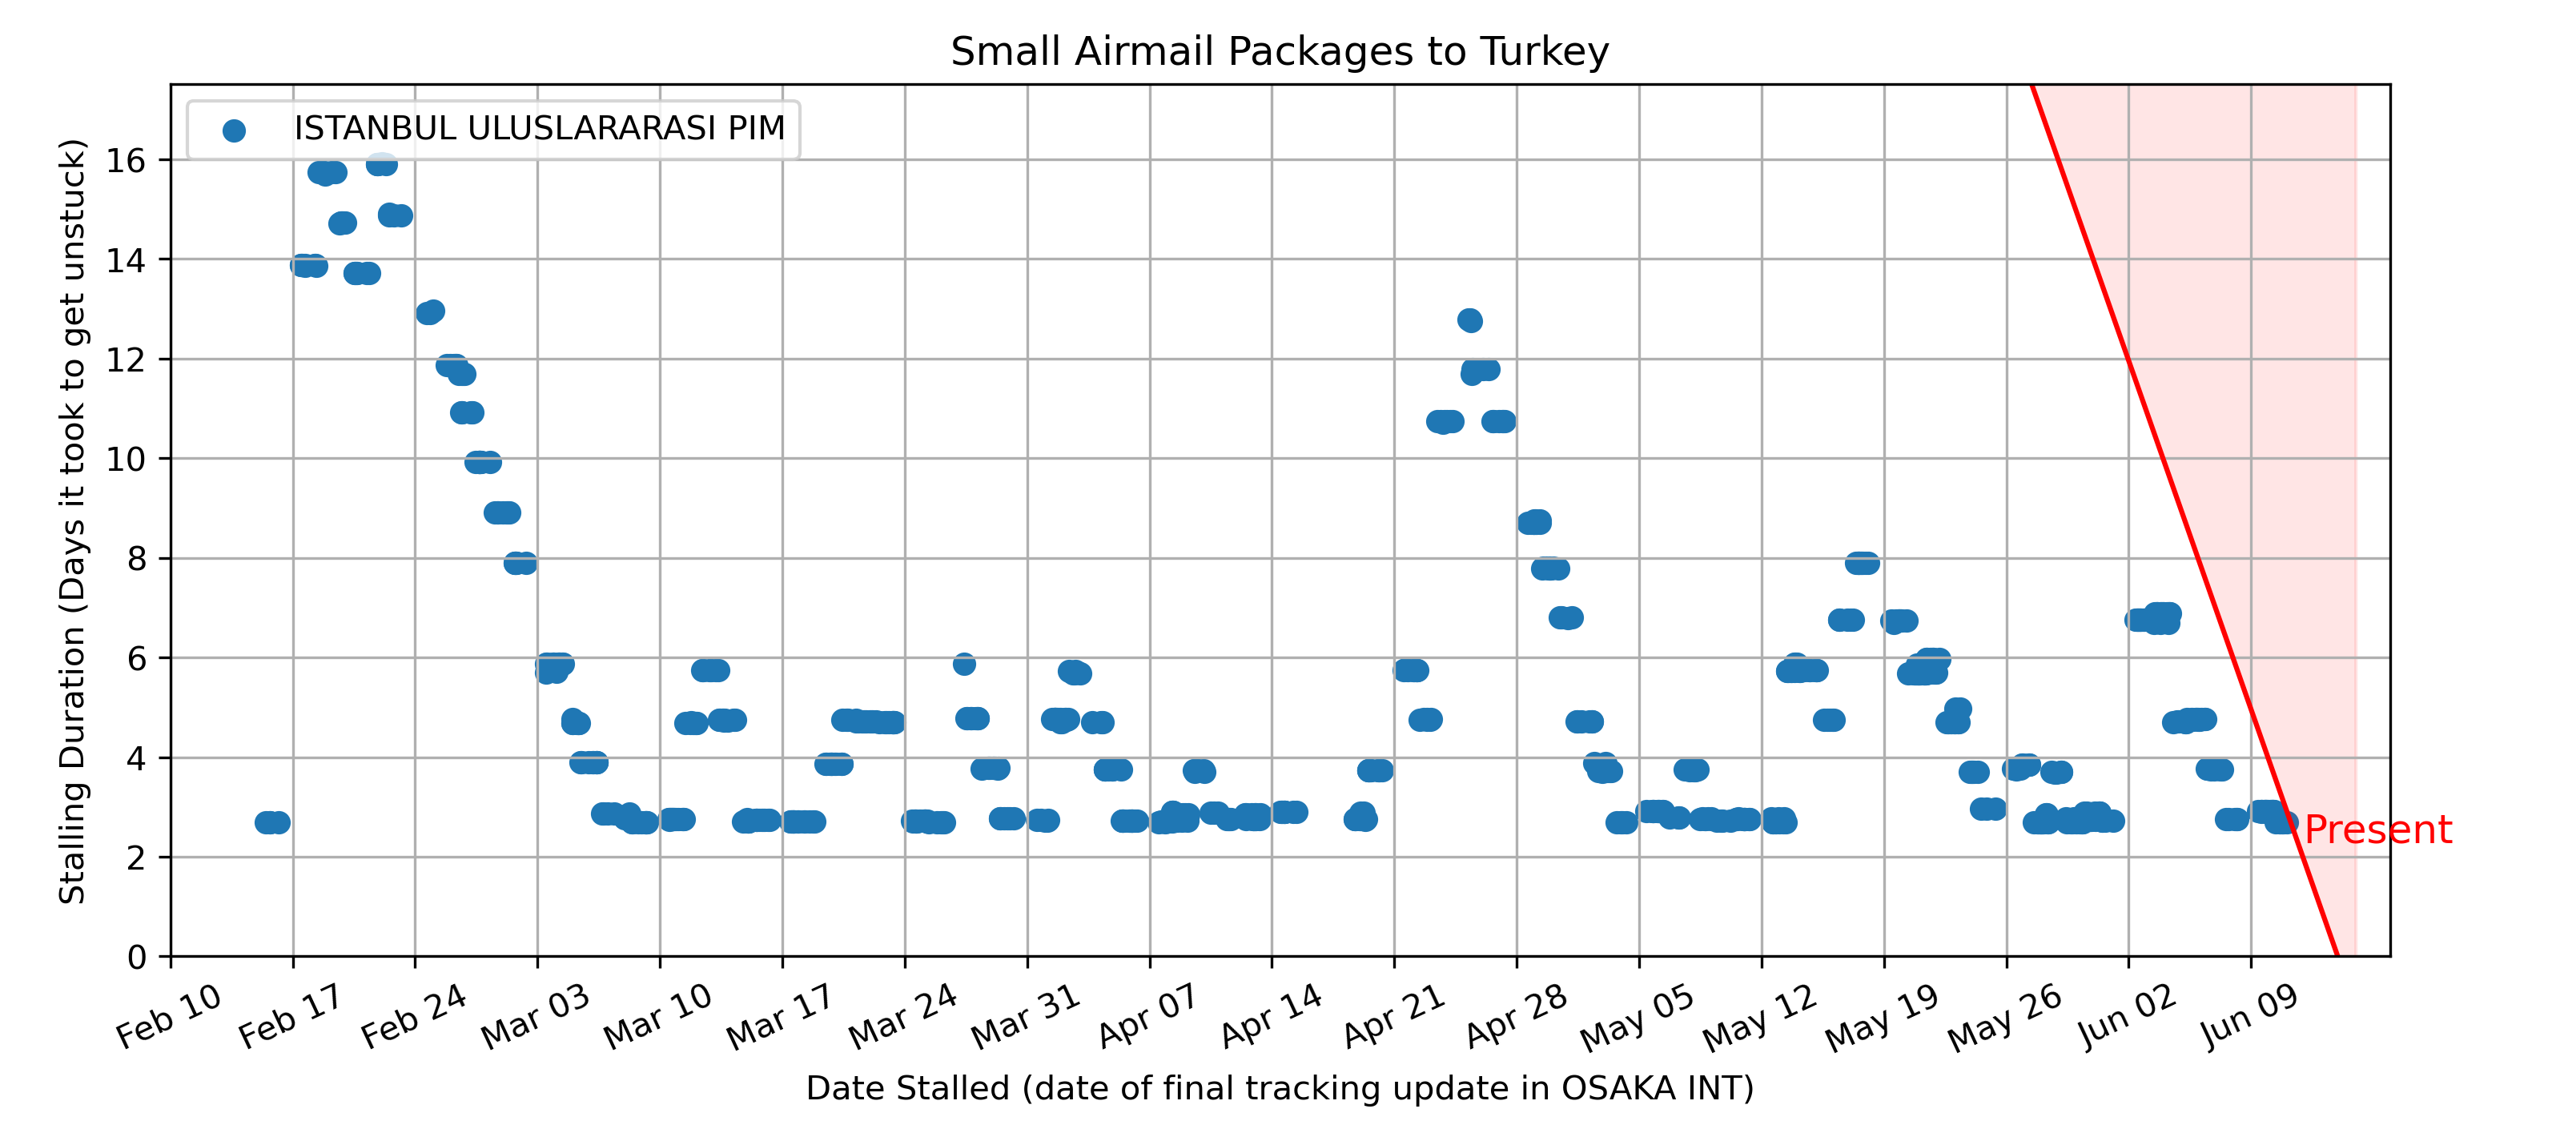 Small Airmail Packages to Turkey
ISTANBUL ULUSLARARASI PIM
Stalling Duration (Days it took to get unstuck)
16
14
12
10
8
6
4
2
0
Present
Feb 10
Feb 17
Feb 24
Mar 03
Mar 10
Mar 17
Mar 24
Mar 31
Apr 07
Apr 14
Apr 21
Apr 28
May 05
May 12
May 19
May 26
Jun 02
Jun 09
Date Stalled (date of final tracking update in OSAKA INT)